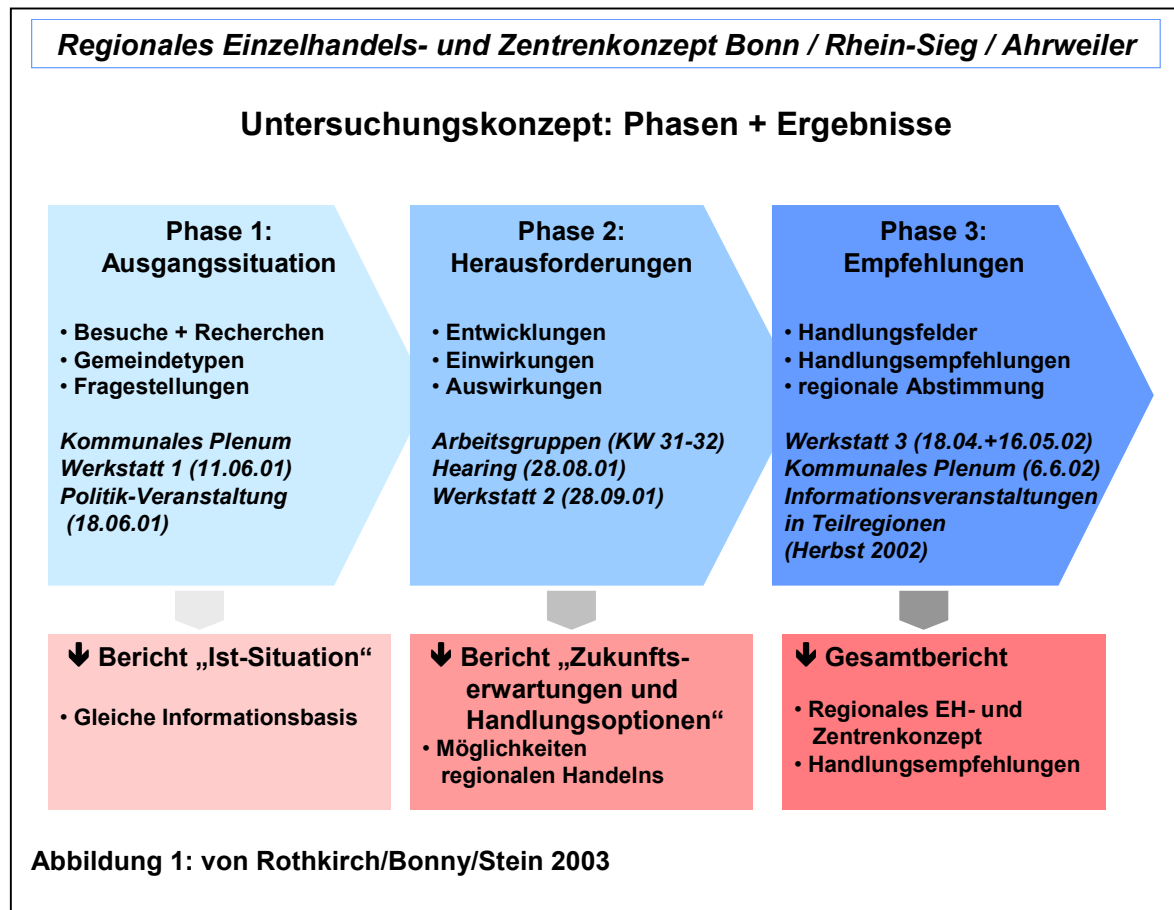 Regionales Einzelhandels- und Zentrenkonzept Bonn / Rhein-Sieg / Ahrweiler
Untersuchungskonzept: Phasen + Ergebnisse
Phase 1:
Ausgangssituation
• Besuche + Recherchen
• Gemeindetypen
• Fragestellungen
Kommunales Plenum
Werkstatt 1 (11.06.01)
Politik-Veranstaltung
(18.06.01)
Phase 2:
Herausforderungen
• Entwicklungen
• Einwirkungen
• Auswirkungen
Arbeitsgruppen (KW 31-32)
Hearing (28.08.01)
Werkstatt 2 (28.09.01)
Phase 3:
Empfehlungen
• Handlungsfelder
• Handlungsempfehlungen
• regionale Abstimmung
Werkstatt 3 (18.04.+16.05.02)
Kommunales Plenum (6.6.02)
Informationsveranstaltungen
in Teilregionen
(Herbst 2002)
🡻 Bericht „Ist-Situation“
• Gleiche Informationsbasis
🡻 Bericht „Zukunfts-
erwartungen und
Handlungsoptionen“
• Möglichkeiten
regionalen Handelns
🡻 Gesamtbericht
• Regionales EH- und
Zentrenkonzept
• Handlungsempfehlungen
Abbildung 1: von Rothkirch/Bonny/Stein 2003